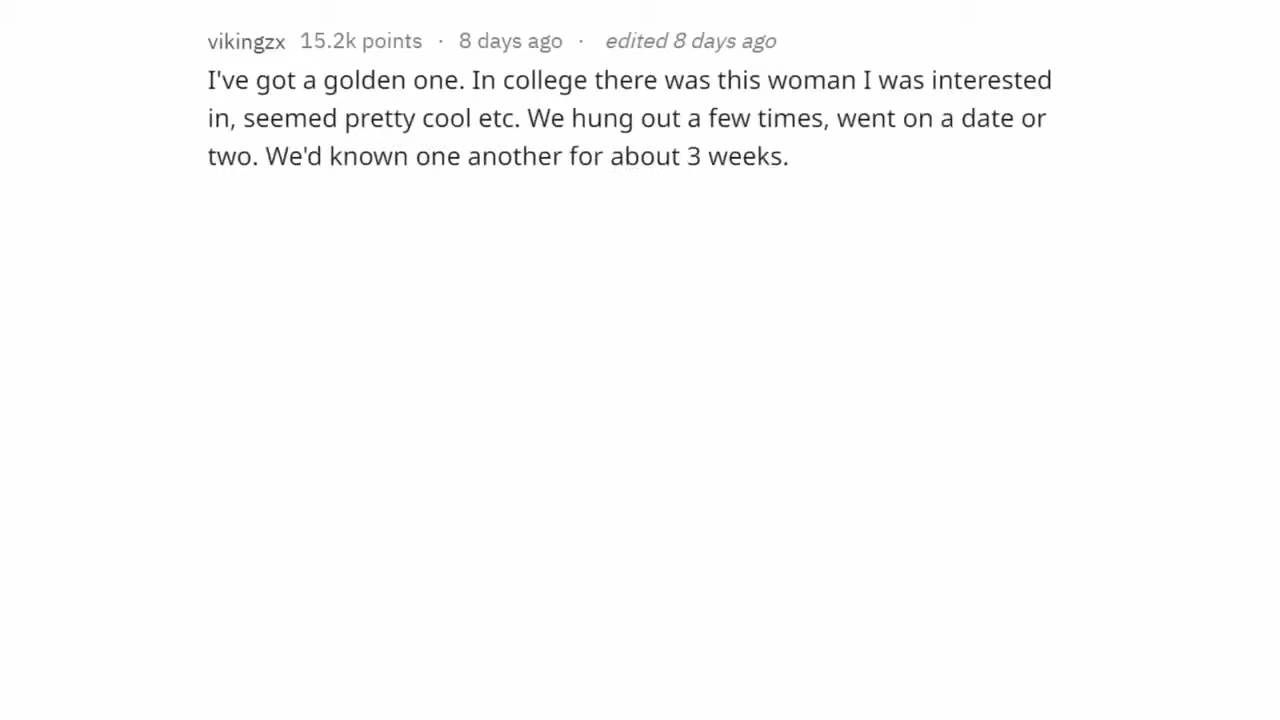 vikingzx 15.2k points · 8 days ago · edited 8 days ago
I've got a golden one. In college there was this woman I was interested
in, seemed pretty cool etc. We hung out a few times, went on a date or
two. We'd known one another for about 3 weeks.